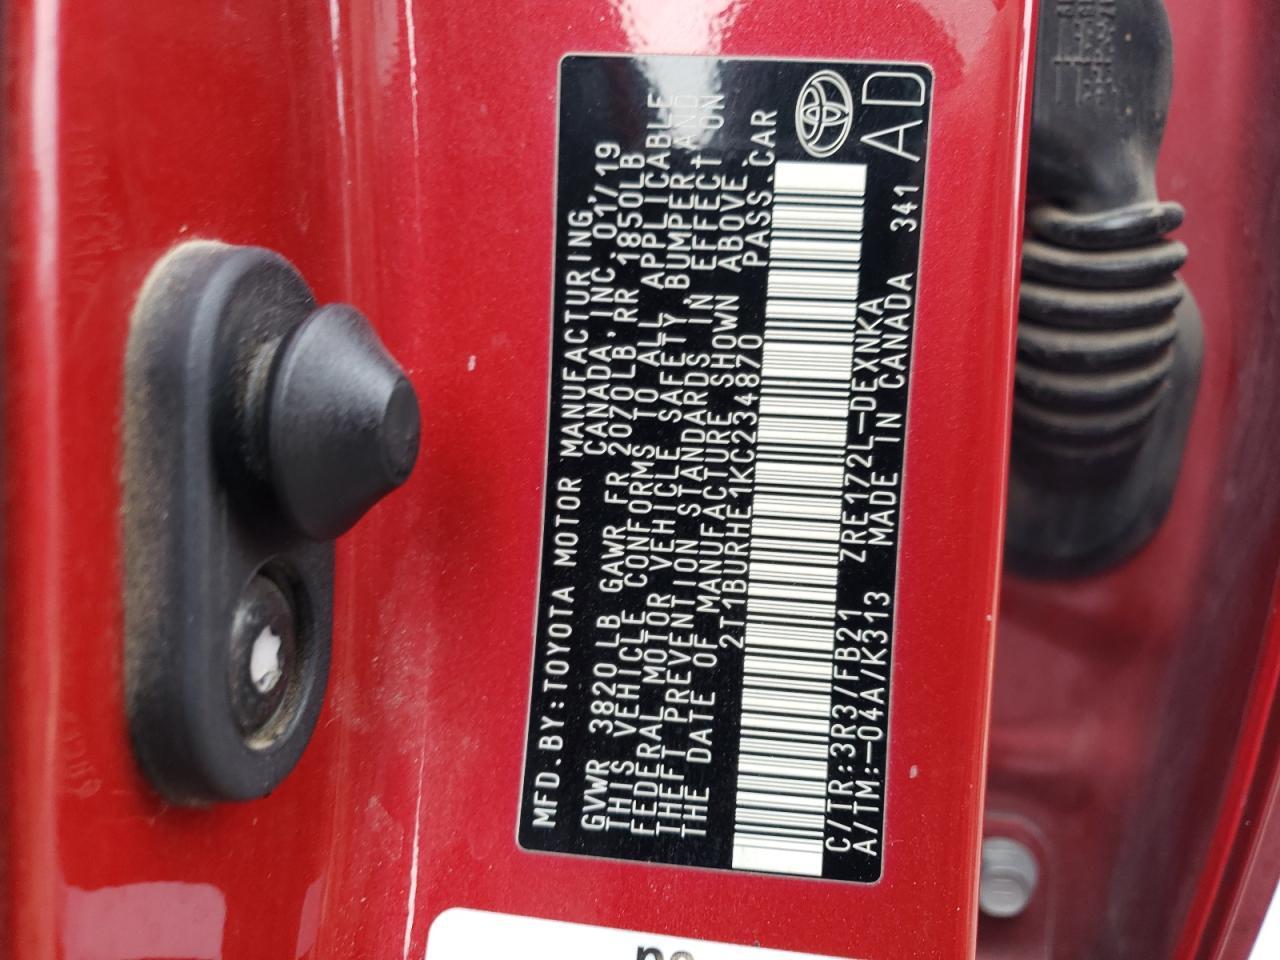 MFD.BY:TOYOTA MOTOR MANUFACTURING,
CANADA,INC. 01/19
GVWR 3820 LB GAWR FR 2070LB RR 1850LB
THIS VEHICLE CONFORMS TO ALL APPLICABLE
FEDERAL MOTOR VEHICLE SAFETY,BUMPER,AND
THEFT PREVENTION STANDARDS IN EFFECT ON
THE DATE OF MANUFACTURE SHOWN ABOVE.
2T1BURHE1KC234870 PASS.CAR
C/TR:3R3/FB21 ZRE172L-DEXNKA
A/TM:-04A/K313 MADE IN CANADA 341
AD